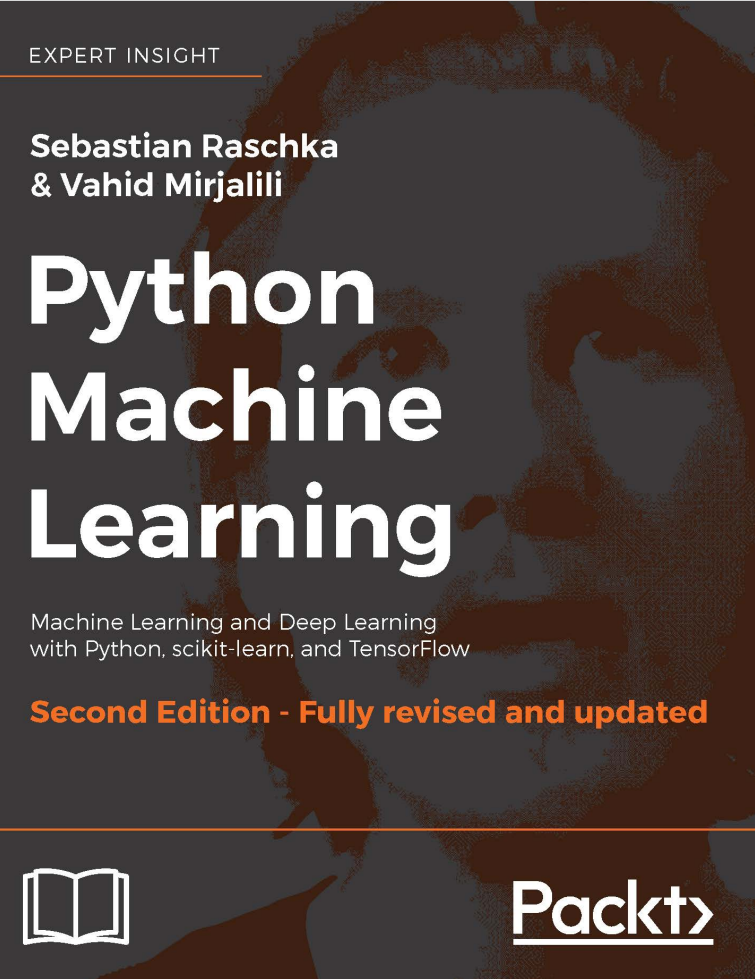 EXPERT INSIGHT
Sebastian Raschka
& Vahid Mirjalili
Python
Machine
Learning
Machine Learning and Deep Learning
with Python, scikit-learn, and TensorFlow
Second Edition - Fully revised and updated
Packt>